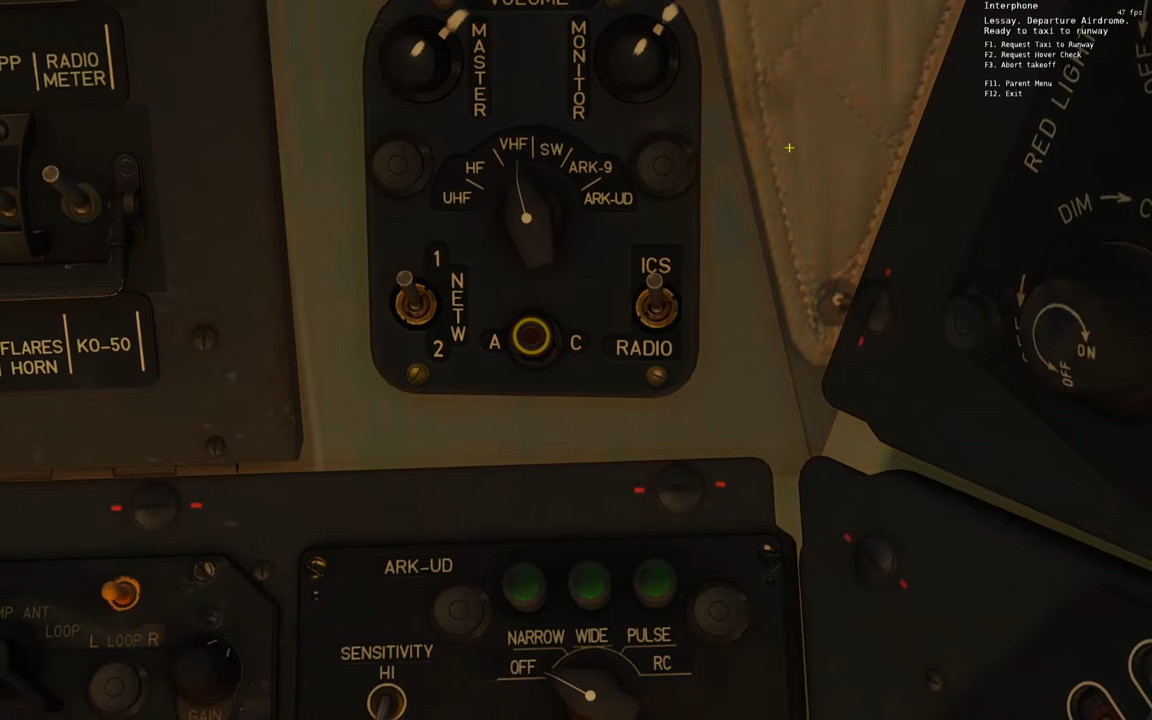 VOLUME
MASTER
MONITOR
PP
RADIO
METER
VHF
SW
HF
ARK-9
UHF
ARK-UD
1
NETW
2
ICS
RADIO
A
C
FLARES
HORN
KO-50
Interphone
47 fps
Lessay. Departure Airdrome.
Ready to taxi to runway
F1. Request Taxi to Runway
F2. Request Hover Check
F3. Abort takeoff
F11. Parent Menu
F12. Exit
RED LIGHT
OFF
DIM
C
ON
OFF
ARK-UD
NARROW
WIDE
PULSE
OFF
RC
SENSITIVITY
HI
MP
ANT
LOOP
L LOOP R
GAIN